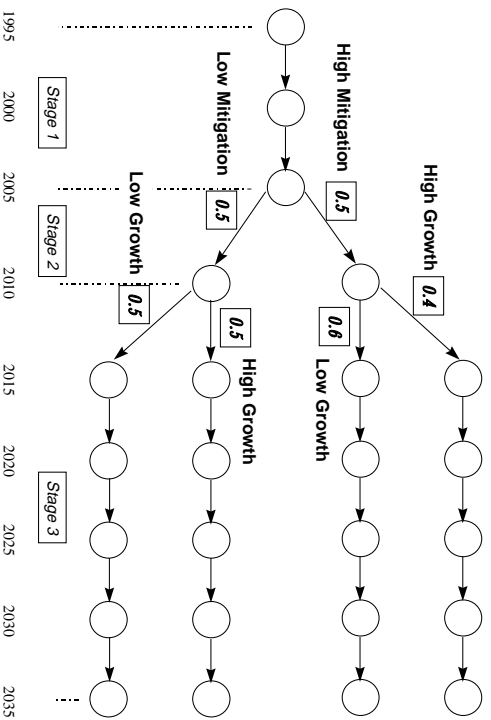 High Growth
0.4
High Mitigation
0.5
0.6
Low Growth
Low Mitigation
0.5
0.5
High Growth
Low Growth
0.5
Stage 1
Stage 2
Stage 3
1995
2000
2005
2010
2015
2020
2025
2030
2035